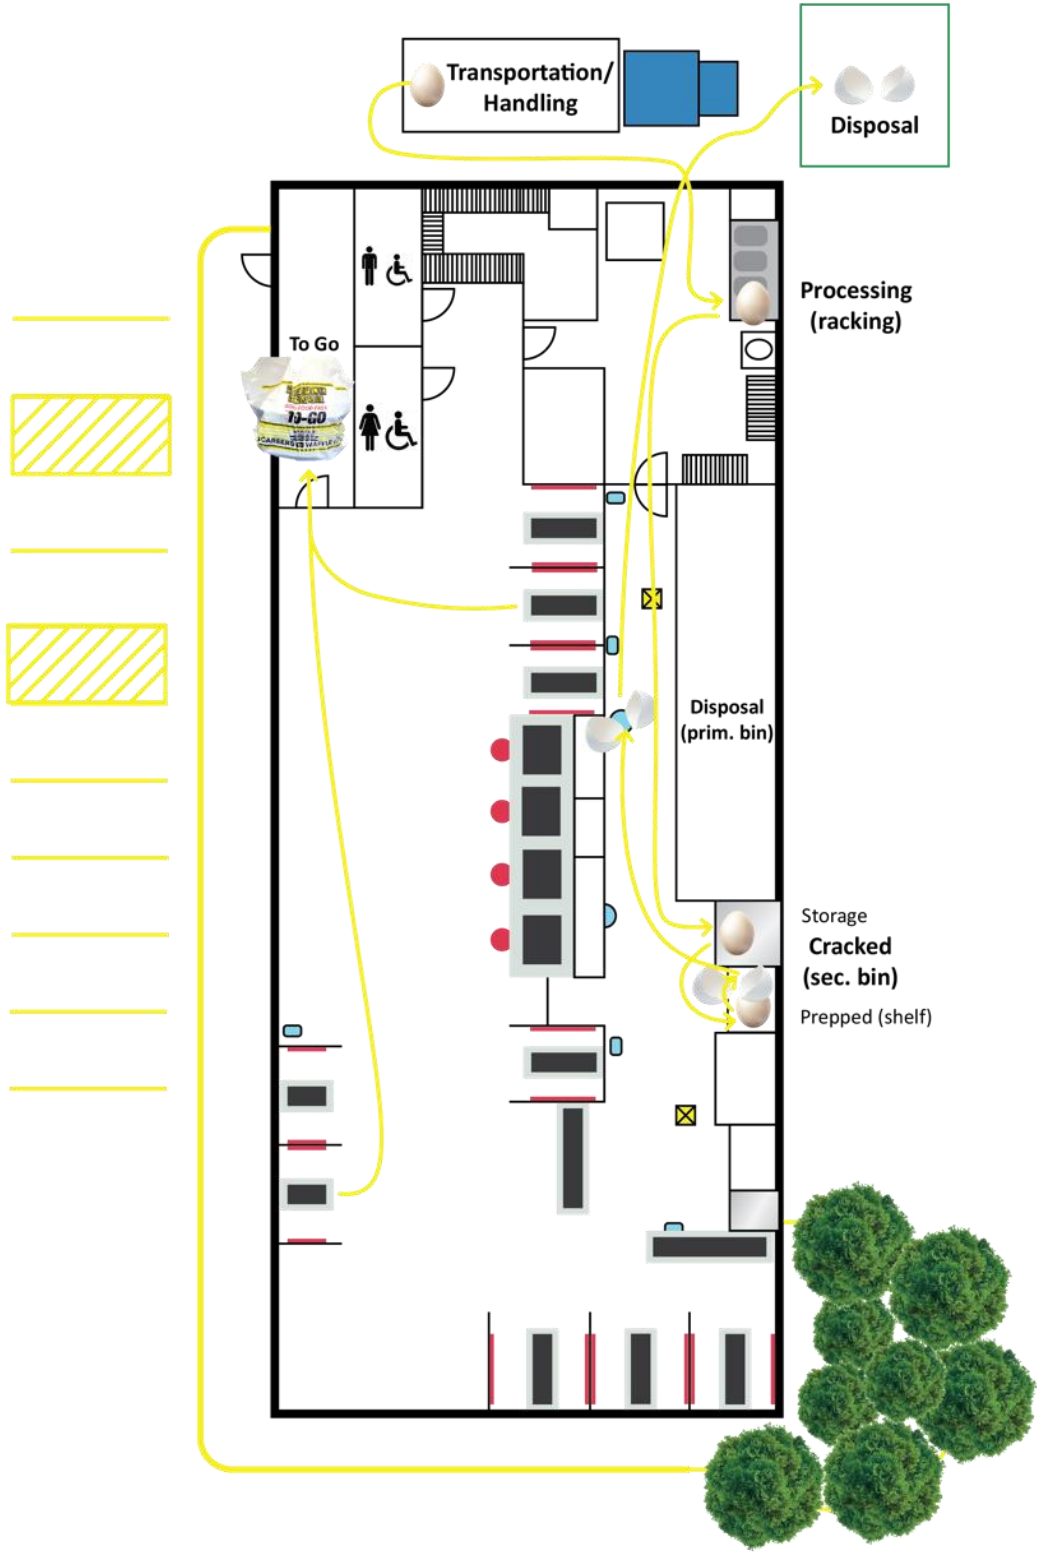 Transportation/
Handling
Disposal
Processing
(racking)
To Go
TO-GO
Disposal
(prim. bin)
Storage
Cracked
(sec. bin)
Prepped (shelf)